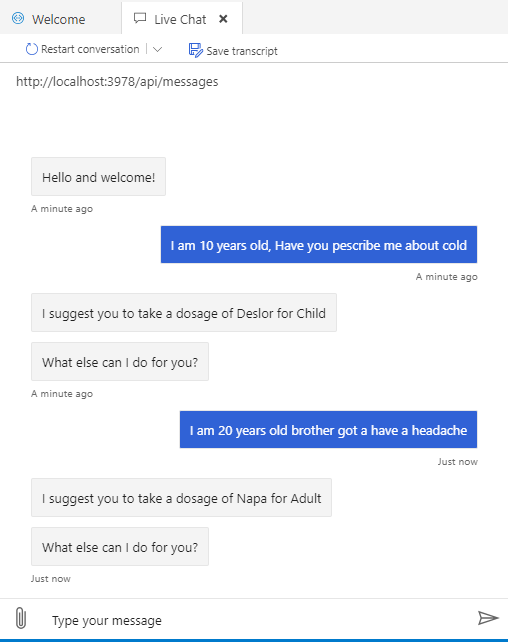 Welcome
Live Chat
Restart conversation
Save transcript
http://localhost:3978/api/messages
Hello and welcome!
A minute ago
I am 10 years old, Have you pescribe me about cold
A minute ago
I suggest you to take a dosage of Deslor for Child
What else can I do for you?
A minute ago
I am 20 years old brother got a have a headache
Just now
I suggest you to take a dosage of Napa for Adult
What else can I do for you?
Just now
Type your message